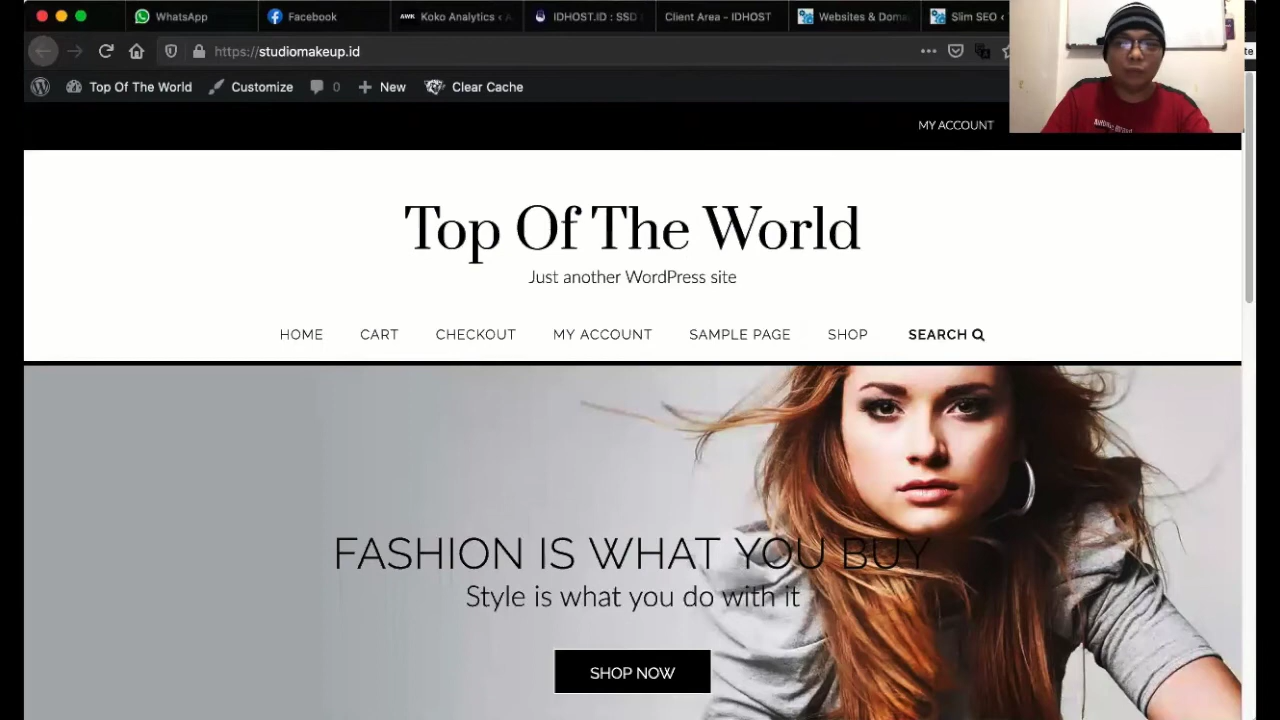 WhatsApp
Facebook
AWK Koko Analytics ‹
IDHOST.ID : SSD
Client Area – IDHOST
Websites & Doma
Slim SEO ‹
https://studiomakeup.id
Top Of The World
Customize
0
New
Clear Cache
MY ACCOUNT
Top Of The World
Just another WordPress site
HOME
CART
CHECKOUT
MY ACCOUNT
SAMPLE PAGE
SHOP
SEARCH
FASHION IS WHAT YOU BUY
Style is what you do with it
SHOP NOW